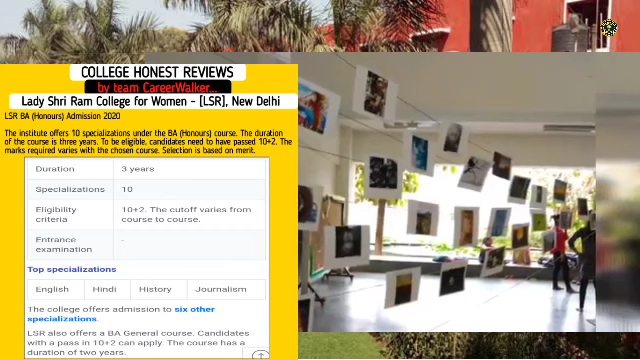 COLLEGE HONEST REVIEWS
by team CareerWalker...
Lady Shri Ram College for Women - [LSR], New Delhi
LSR BA (Honours) Admission 2020
The institute offers 10 specializations under the BA (Honours) course. The duration
of the course is three years. To be eligible, candidates need to have passed 10+2. The
marks required varies with the chosen course. Selection is based on merit.
Duration 3 years
Specializations 10
Eligibility criteria 10+2. The cutoff varies from
course to course.
Entrance
examination -
Top specializations
English Hindi History Journalism
The college offers admission to six other
specializations.
LSR also offers a BA General course. Candidates
with a pass in 10+2 can apply. The course has a
duration of two years.